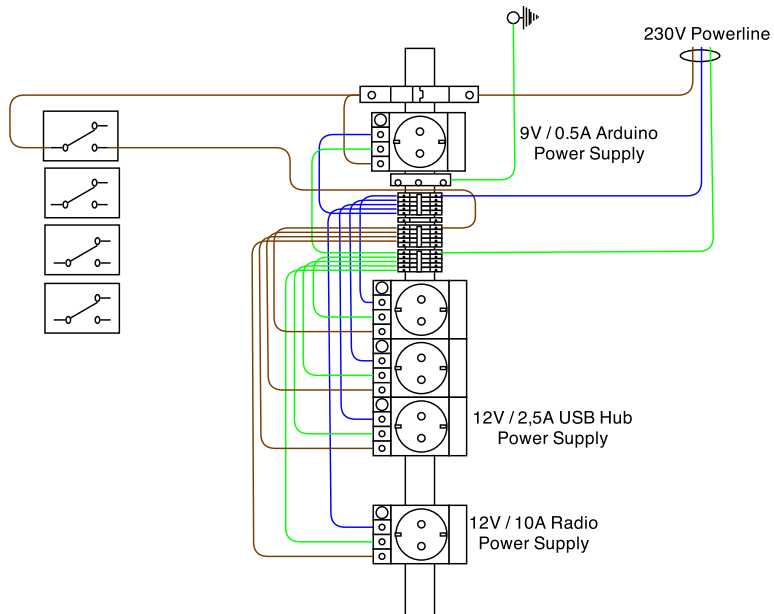 230V Powerline
9V / 0.5A Arduino
Power Supply
12V / 2,5A USB Hub
Power Supply
12V / 10A Radio
Power Supply